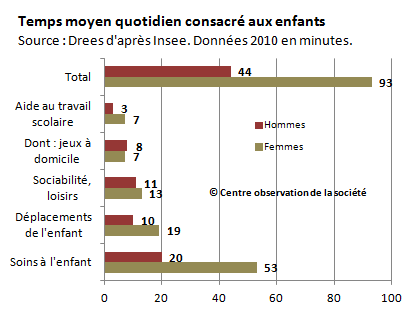 Temps moyen quotidien consacré aux enfants
Source : Drees d'après Insee. Données 2010 en minutes.
Total
44
93
Aide au travail
scolaire
3
7
Dont : jeux à
domicile
8
7
Sociabilité,
loisirs
11
13
Déplacements
de l'enfant
10
19
Soins à l'enfant
20
53
Hommes
Femmes
© Centre observation de la société
0 20 40 60 80 100